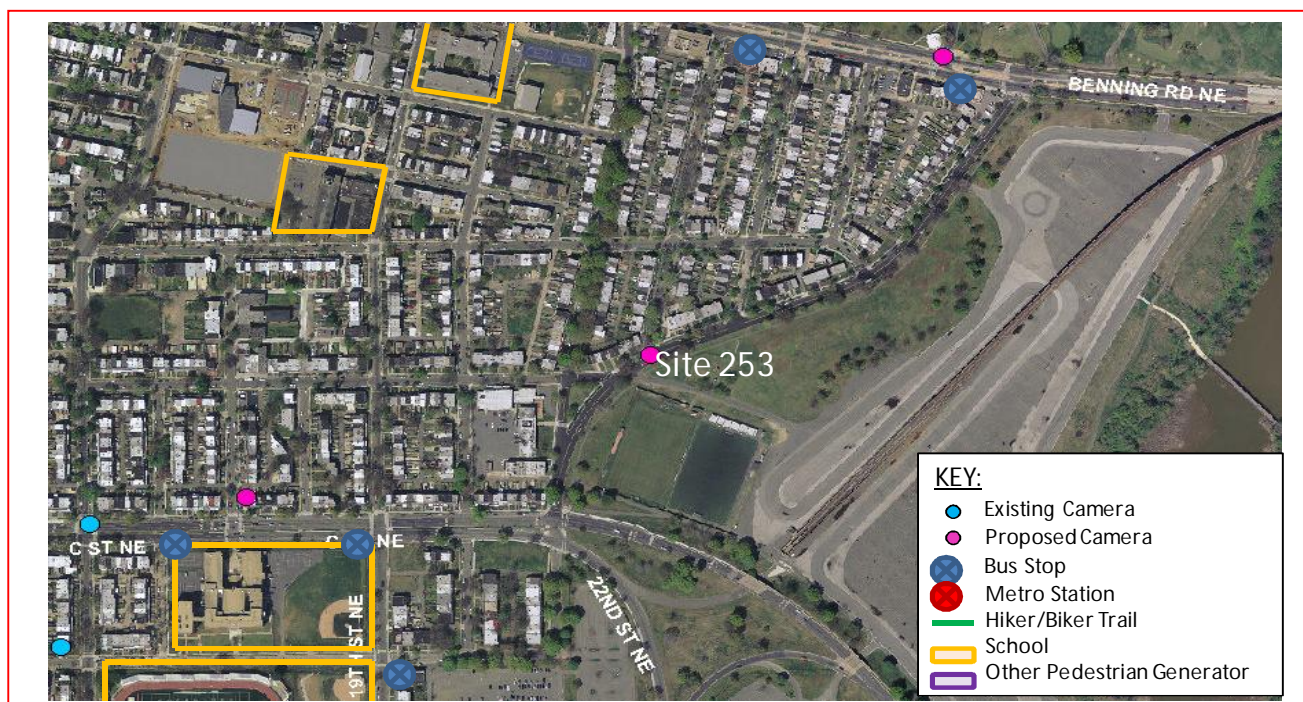 BENNING RD NE
Site 253
C ST NE
NE
19TH ST NE
22ND ST NE
KEY:
Existing Camera
Proposed Camera
Bus Stop
Metro Station
Hiker/Biker Trail
School
Other Pedestrian Generator